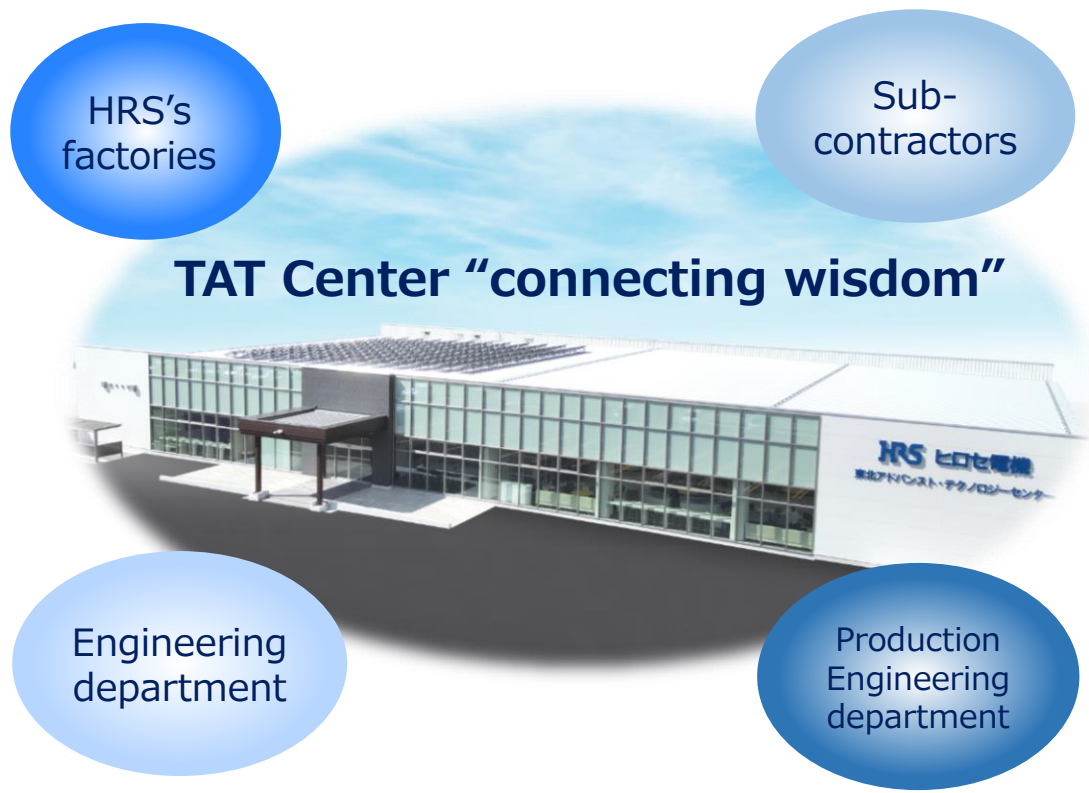 HRS's
factories
Sub-
contractors
TAT Center “connecting wisdom”
HRS ヒロセ電機
東北アドバンスト・テクノロジーセンター
Engineering
department
Production
Engineering
department